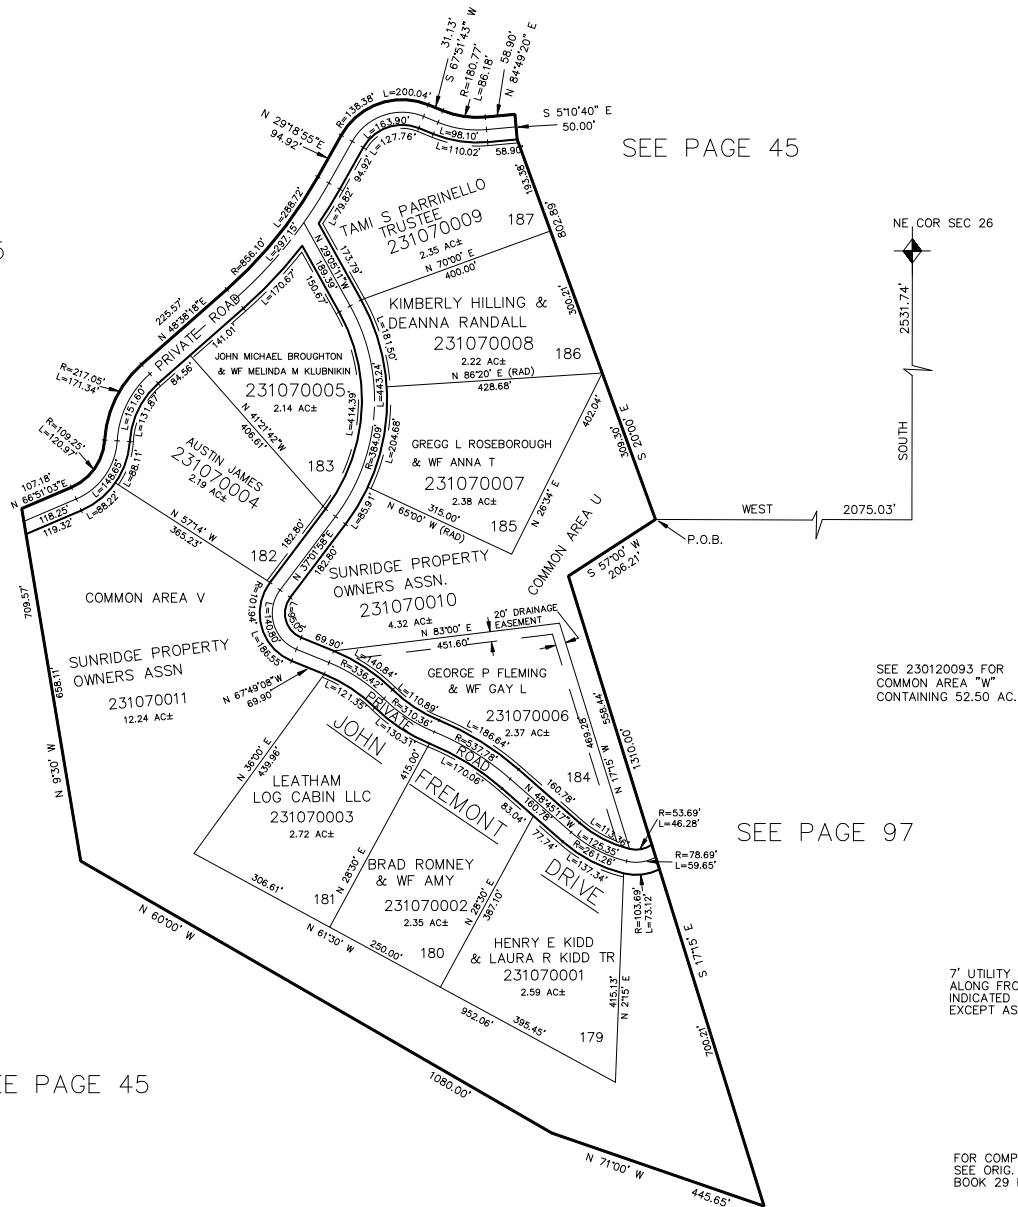 31.13'
S 67°51'43" W
R=180.77'
L=86.18'
58.90'
N 84°49'20" E
R=138.38'
L=200.04'
S 5°10'40" E
50.00'
N 29°18'55"E
94.92'
L=163.90'
L=127.76'
L=98.10'
L=110.02'
58.90'
SEE PAGE 45
94.92'
L=79.82'
193.38'
802.89'
TAMI S PARRINELLO
TRUSTEE
231070009
2.35 AC±
187
NE COR SEC 26
L=288.72'
L=297.15'
R=856.10'
N 29°05'11"W
189.39'
173.79'
150.67'
N 70°00' E
400.00'
300.21'
2531.74'
225.57'
N 48°38'18"E
PRIVATE ROAD
L=170.67'
141.01'
KIMBERLY HILLING &
DEANNA RANDALL
231070008
2.22 AC±
186
L=181.50'
N 86°20' E (RAD)
428.68'
JOHN MICHAEL BROUGHTON
& WF MELINDA M KLUBNIKIN
231070005
2.14 AC±
84.56'
R=217.05'
L=171.34'
L=151.60'
L=131.87'
L=443.24'
L=414.39'
R=384.09'
L=204.68'
402.04'
309.30'
S 20°00' E
SOUTH
N 41°21'42"W
406.61'
R=109.25'
L=120.97'
AUSTIN JAMES
231070004
2.19 AC±
183
GREGG L ROSEBOROUGH
& WF ANNA T
231070007
2.38 AC±
107.18'
N 66°51'03"E
118.25'
119.32'
L=148.65'
L=88.11'
L=88.22'
L=85.91'
315.00'
N 65°00' W (RAD)
185
N 26°34' E
COMMON AREA U
WEST
2075.03'
P.O.B.
N 57°14' W
365.23'
182
182.80'
N 37°01'58"E
182.80'
S 57°00' W
206.21'
SUNRIDGE PROPERTY
OWNERS ASSN.
231070010
4.32 AC±
709.57'
COMMON AREA V
R=101.94'
L=140.80'
L=95.05'
L=186.55'
20' DRAINAGE
EASEMENT
N 83°00' E
451.60'
69.90'
SUNRIDGE PROPERTY
OWNERS ASSN
231070011
12.24 AC±
658.11'
N 67°49'08"W
69.90'
L=140.84'
R=336.42'
L=121.35'
GEORGE P FLEMING
& WF GAY L
231070006
2.37 AC±
SEE 230120093 FOR
COMMON AREA "W"
CONTAINING 52.50 AC.
L=110.89'
R=310.36'
PRIVATE
L=130.31'
L=186.64'
R=537.78'
ROAD
L=170.06'
558.44'
469.28'
1310.00'
N 17°15' W
184
N 9°30' W
N 36°00' E
439.96'
JOHN
FREMONT
DRIVE
415.00'
LEATHAM
LOG CABIN LLC
231070003
2.72 AC±
83.04'
160.78'
N 48°45'17"W
160.78'
77.74'
L=125.35'
R=261.26'
L=137.34'
R=53.69'
L=46.28'
SEE PAGE 97
R=78.69'
L=59.65'
R=103.69'
L=73.12'
306.61'
181
N 28°30' E
BRAD ROMNEY
& WF AMY
231070002
2.35 AC±
N 28°30' E
387.10'
N 60°00' W
N 61°30' W
250.00'
180
HENRY E KIDD
& LAURA R KIDD TR
231070001
2.59 AC±
415.13'
N 2°15' E
S 17°15' E
700.21'
7' UTILITY
ALONG FRO
INDICATED
EXCEPT AS
952.06'
395.45'
179
EE PAGE 45
1080.00'
N 71°00' W
445.65'
FOR COMP
SEE ORIG.
BOOK 29